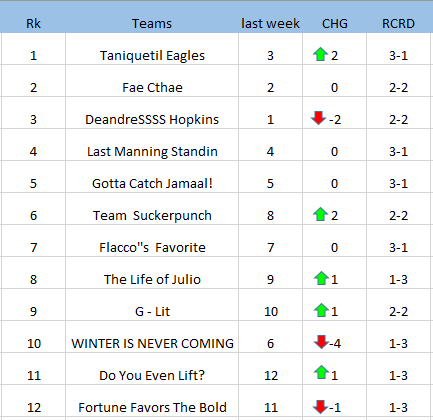 Rk Teams last week CHG RCRD
1 Taniquetil Eagles 3 2 3-1
2 Fae Cthae 2 0 2-2
3 DeandreSSSS Hopkins 1 -2 2-2
4 Last Manning Standin 4 0 3-1
5 Gotta Catch Jamaal! 5 0 3-1
6 Team Suckerpunch 8 2 2-2
7 Flacco"s Favorite 7 0 3-1
8 The Life of Julio 9 1 1-3
9 G - Lit 10 1 2-2
10 WINTER IS NEVER COMING 6 -4 1-3
11 Do You Even Lift? 12 1 1-3
12 Fortune Favors The Bold 11 -1 1-3